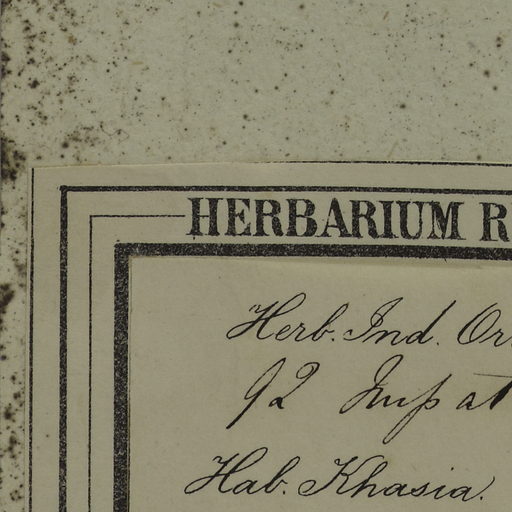 HERBARIUM R
Herb. Ind. Or
92 Impat
Hab. Khasia.